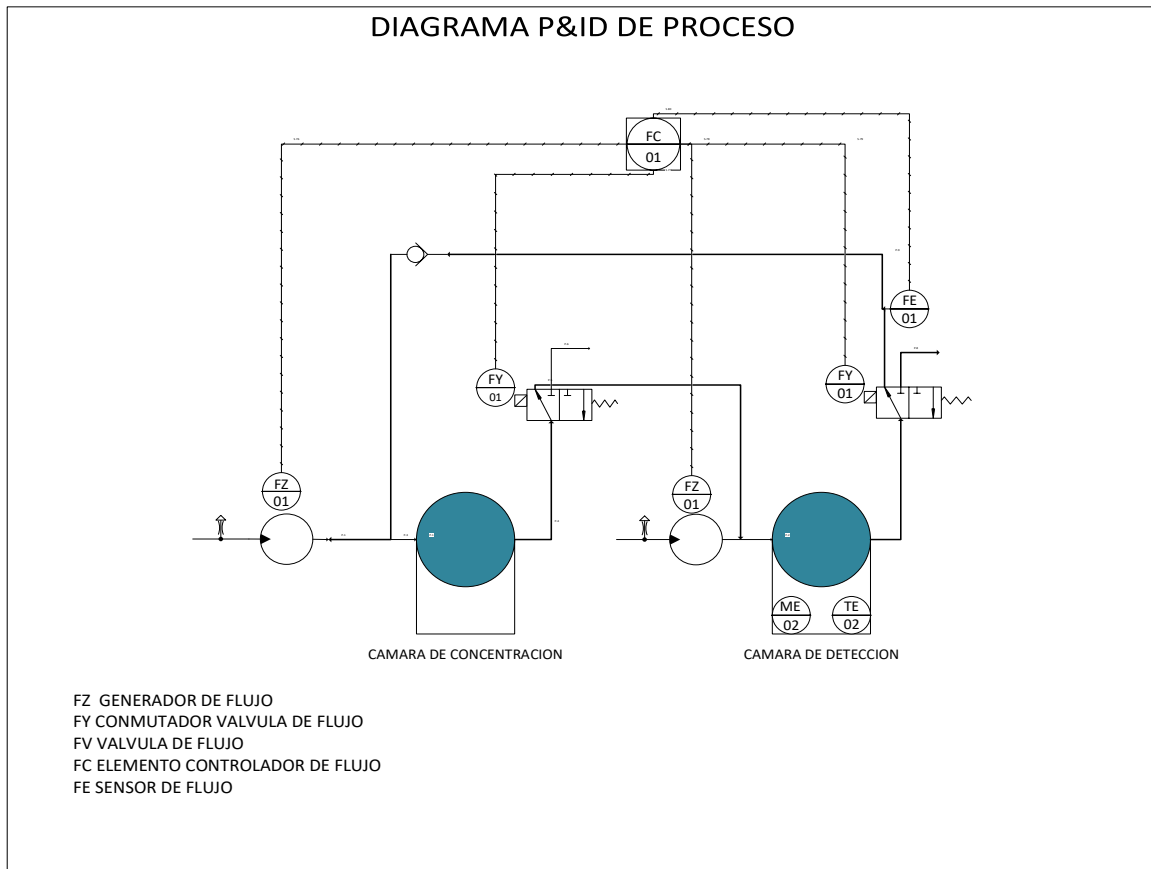 DIAGRAMA P&ID DE PROCESO
FC
01
FE
01
FY
01
FY
01
FZ
01
FZ
01
ME
02
TE
02
CAMARA DE CONCENTRACION
CAMARA DE DETECCION
FZ GENERADOR DE FLUJO
FY CONMUTADOR VALVULA DE FLUJO
FV VALVULA DE FLUJO
FC ELEMENTO CONTROLADOR DE FLUJO
FE SENSOR DE FLUJO